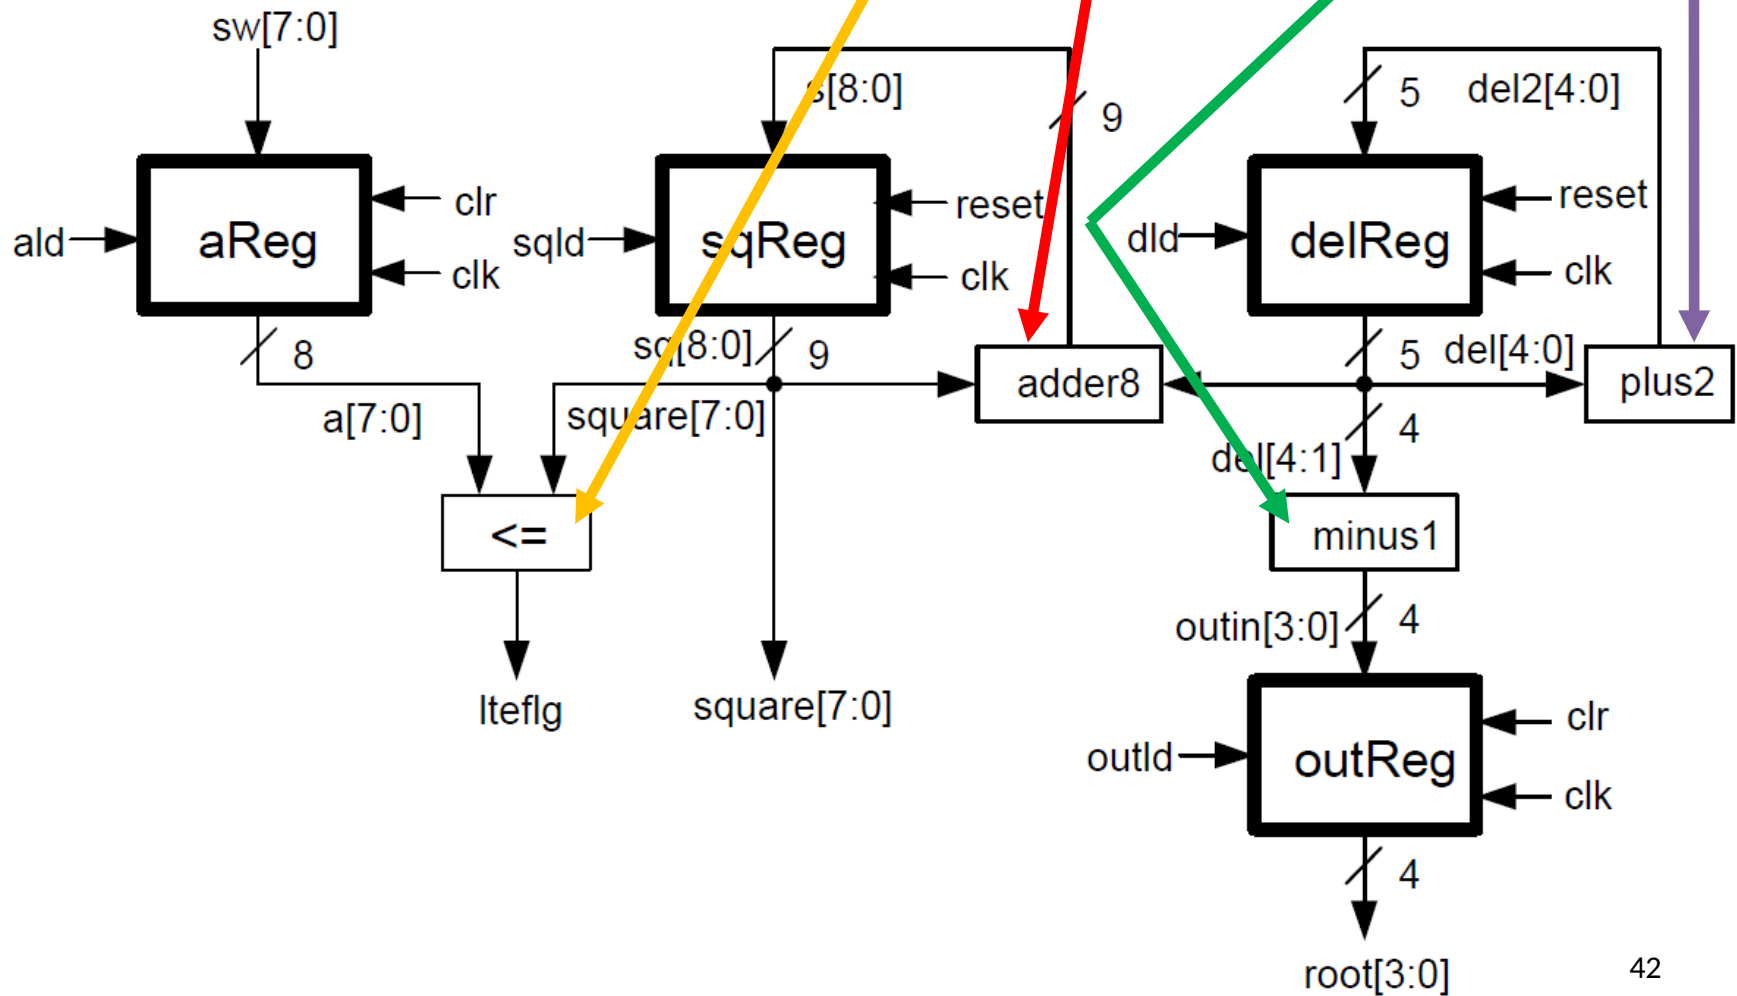 sw[7:0]
s[8:0]
9
5
del2[4:0]
ald
aReg
clr
clk
sqld
sqReg
reset
clk
dld
delReg
reset
clk
8
sq[8:0]
9
5
del[4:0]
a[7:0]
square[7:0]
adder8
plus2
4
del[4:1]
<=
minus1
outin[3:0]
4
lteflg
square[7:0]
outld
outReg
clr
clk
4
root[3:0]
42